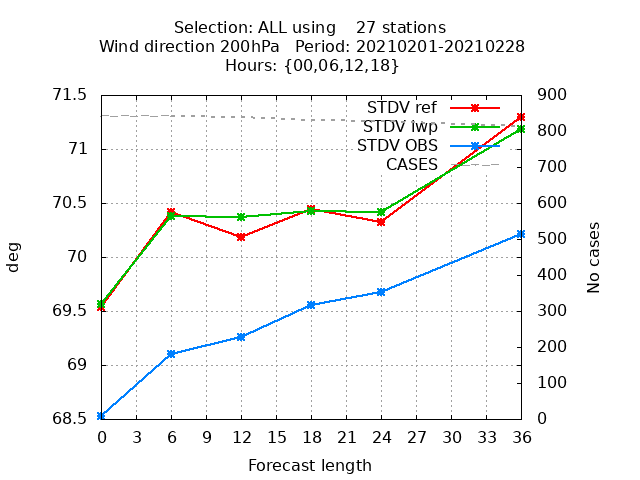 Selection: ALL using    27 stations
Wind direction 200hPa   Period: 20210201-20210228
Hours: {00,06,12,18}
STDV ref
STDV iwp
STDV OBS
CASES
71.5
71
70.5
70
69.5
69
68.5
deg
900
800
700
600
500
400
300
200
100
0
No cases
0 3 6 9 12 15 18 21 24 27 30 33 36
Forecast length